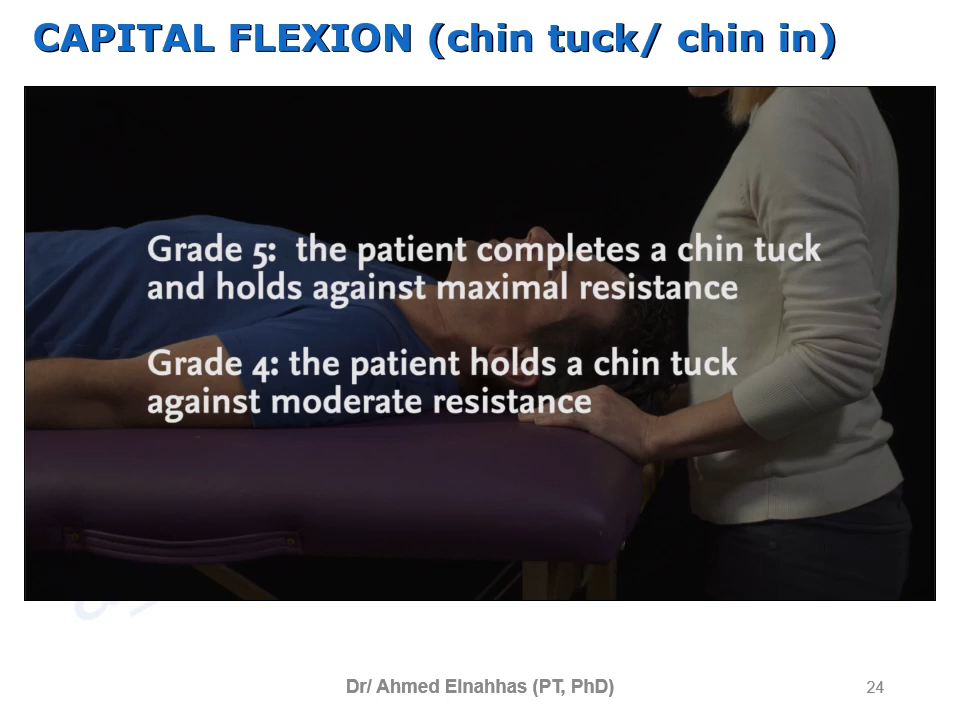 CAPITAL FLEXION (chin tuck/ chin in)
Grade 5: the patient completes a chin tuck
and holds against maximal resistance
Grade 4: the patient holds a chin tuck
against moderate resistance
Dr/ Ahmed Elnahhas (PT, PhD)
24